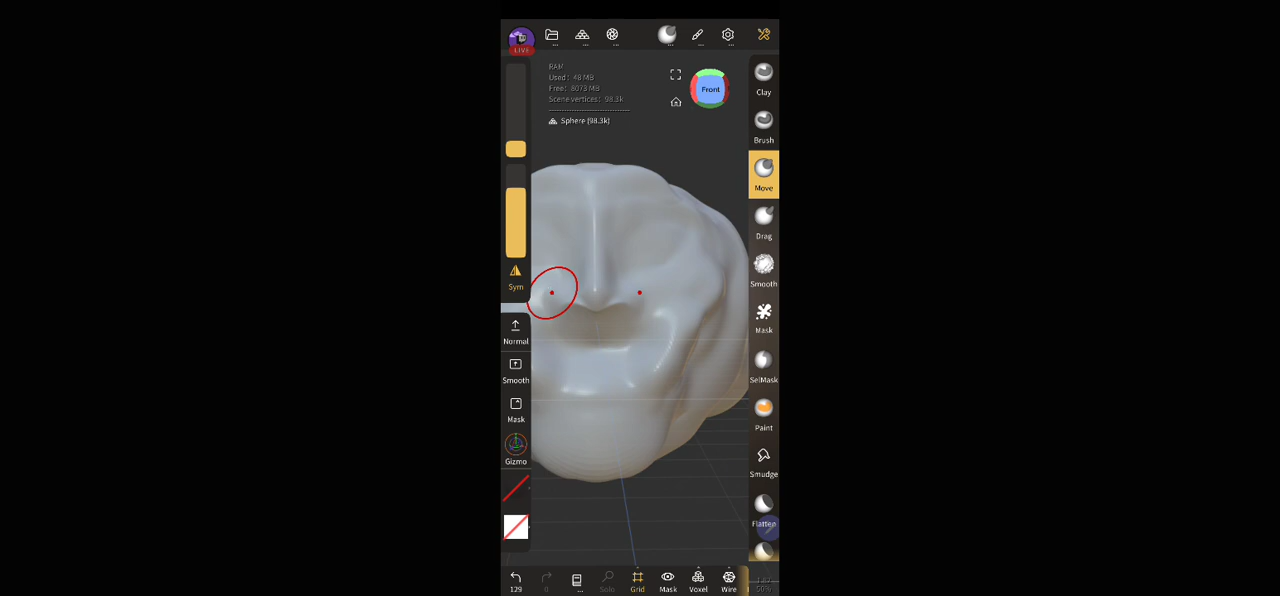 LIVE
RAM
Used: 48 MB
Free: 8073 MB
Scene vertices: 98.3k
Sphere (98.3k)
Front
Sym
Normal
Smooth
Mask
Gizmo
Clay
Brush
Move
Drag
Smooth
Mask
SelMask
Paint
Smudge
Flatten
129
0
Solo
Grid
Mask
Voxel
Wire
50%